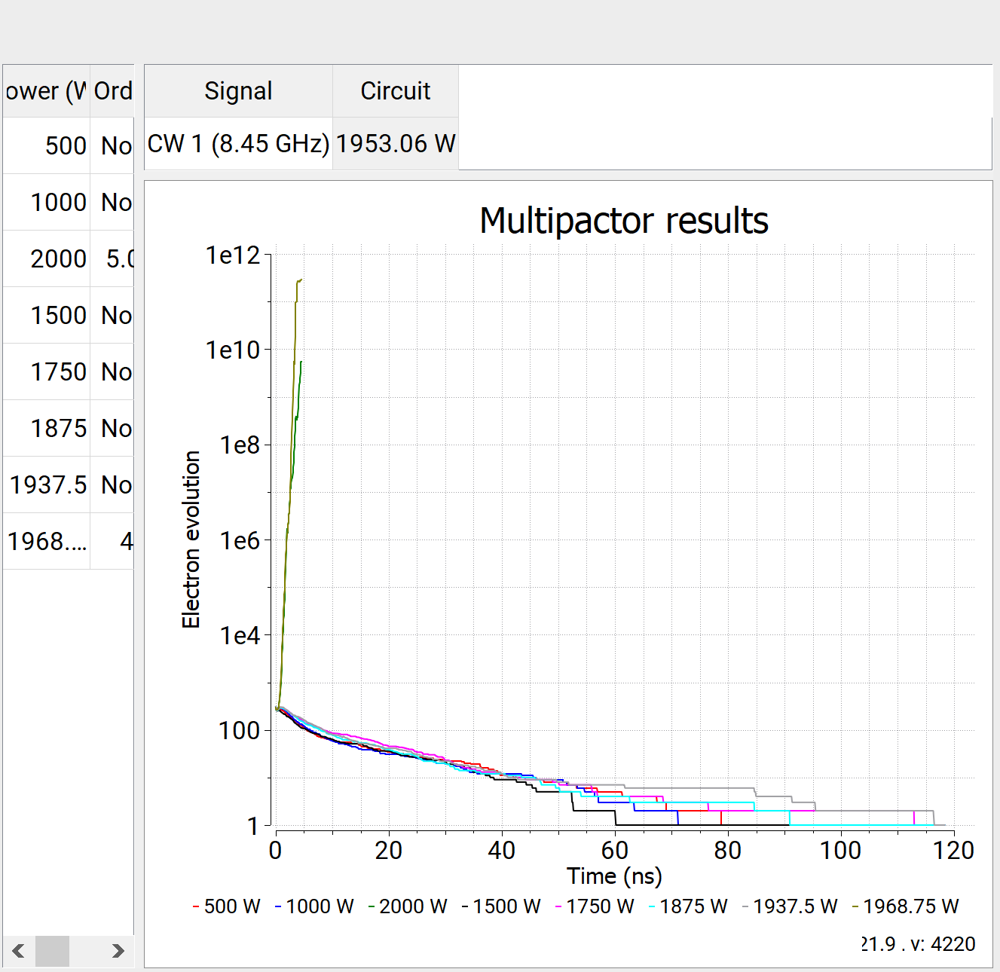 Ord
Signal Circuit
CW 1 (8.45 GHz) 1953.06 W
500 No
1000 No
2000 5.0
1500 No
1750 No
1875 No
1937.5 No
1968.… 4
Multipactor results
1e12
1e10
1e8
1e6
1e4
100
1
Electron evolution
0 20 40 60 80 100 120
Time (ns)
500 W 1000 W 2000 W 1500 W 1750 W 1875 W 1937.5 W 1968.75 W
21.9 . v: 4220